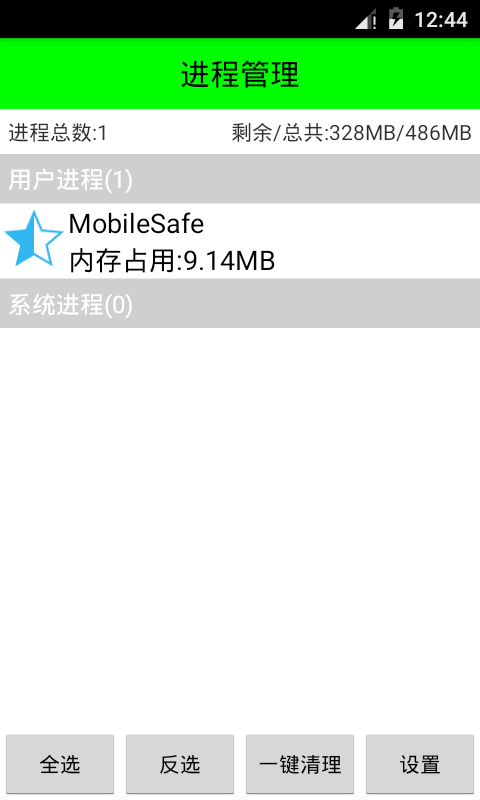 12:44
进程管理
进程总数:1 剩余/总共:328MB/486MB
用户进程(1)
MobileSafe
内存占用:9.14MB
系统进程(0)
全选 反选 一键清理 设置